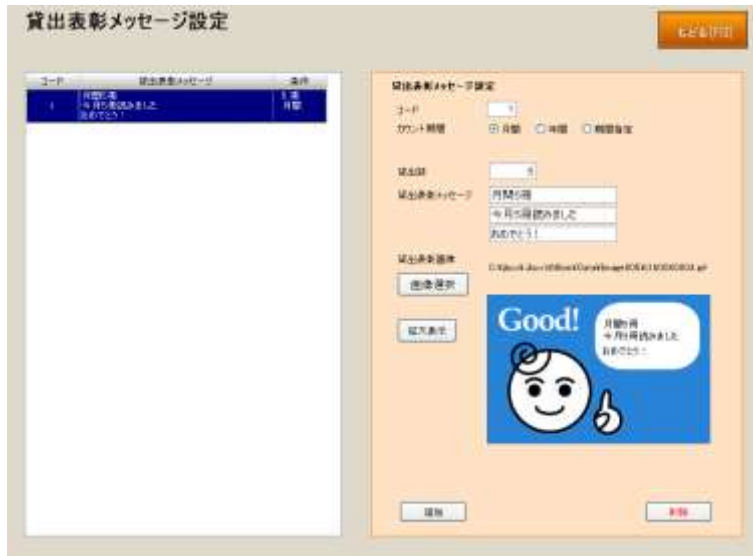 貸出表彰メッセージ設定
もどる[F12]
コード 貸出表彰メッセージ 条件
1
月間5冊
今月5冊読みました
おめでとう!
5冊
月間
貸出表彰メッセージ設定
コード 1
カウント期間 月間 年間 期間指定
貸出数 5
貸出表彰メッセージ 月間5冊
今月5冊読みました
おめでとう!
貸出表彰画像
画像選択
拡大表示
Good!
月間5冊
今月5冊読みました
おめでとう!
削除